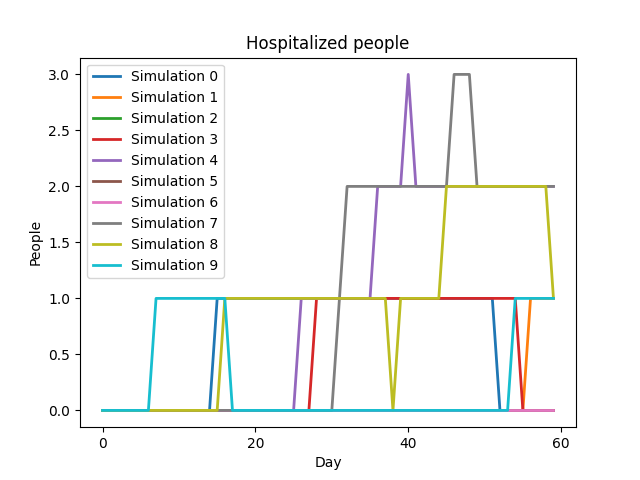 Hospitalized people
3.0
2.5
2.0
1.5
1.0
0.5
0.0
People
Simulation 0
Simulation 1
Simulation 2
Simulation 3
Simulation 4
Simulation 5
Simulation 6
Simulation 7
Simulation 8
Simulation 9
0 20 40 60
Day